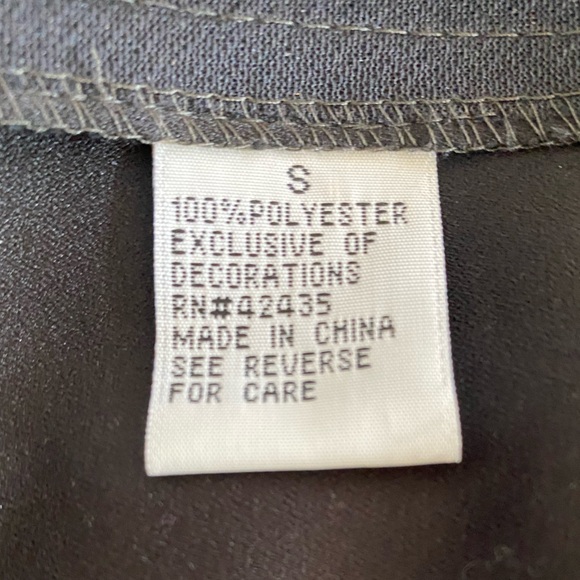 S
100%POLYESTER
EXCLUSIVE OF
DECORATIONS
RN#42435
MADE IN CHINA
SEE REVERSE
FOR CARE